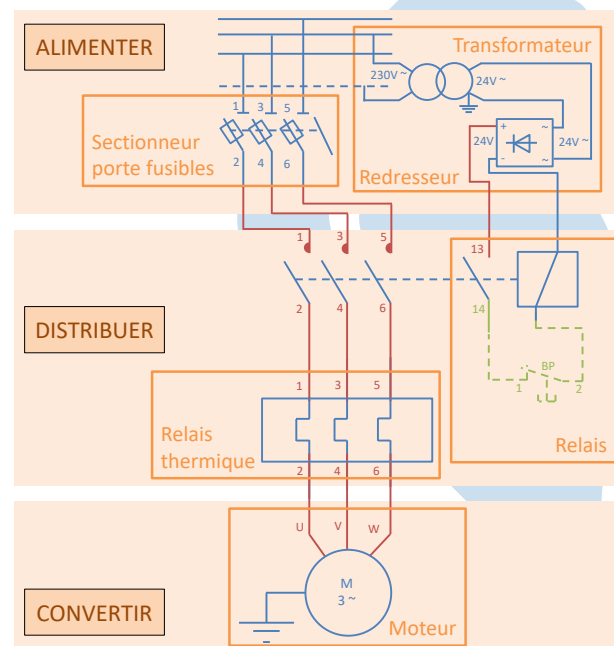 ALIMENTER
Transformateur
230V ~
24V ~
1 3 5
Sectionneur
porte fusibles
2 4 6
+ ~
24V
24V ~
- ~
Redresseur
1 3 5
13
DISTRIBUER
2 4 6
14
BP
1 2
Relais
1 3 5
Relais
thermique
2 4 6
U V W
M
3 ~
CONVERTIR
Moteur